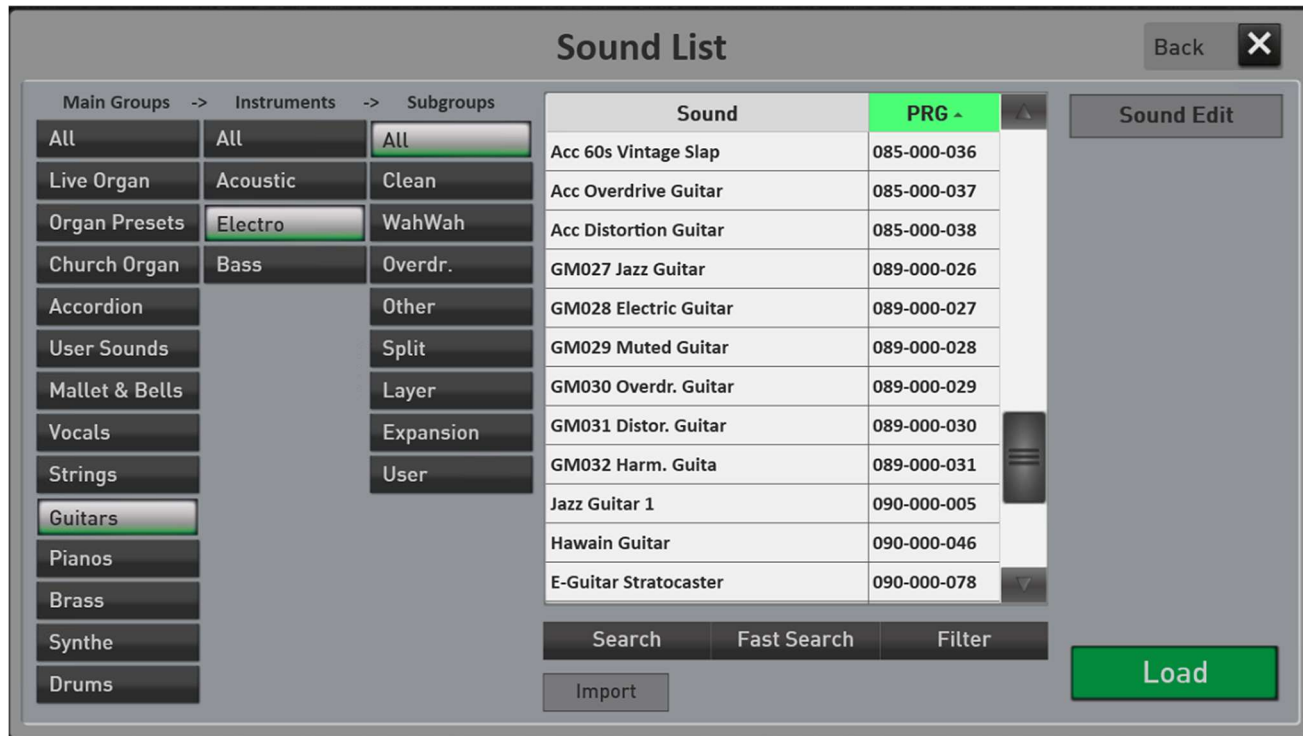 Sound List
Back
Main Groups -> Instruments -> Subgroups
All
Live Organ
Organ Presets
Church Organ
Accordion
User Sounds
Mallet & Bells
Vocals
Strings
Guitars
Pianos
Brass
Synthe
Drums
All
Acoustic
Electro
Bass
All
Clean
WahWah
Overdr.
Other
Split
Layer
Expansion
User
Sound PRG
Acc 60s Vintage Slap 085-000-036
Acc Overdrive Guitar 085-000-037
Acc Distortion Guitar 085-000-038
GM027 Jazz Guitar 089-000-026
GM028 Electric Guitar 089-000-027
GM029 Muted Guitar 089-000-028
GM030 Overdr. Guitar 089-000-029
GM031 Distor. Guitar 089-000-030
GM032 Harm. Guita 089-000-031
Jazz Guitar 1 090-000-005
Hawain Guitar 090-000-046
E-Guitar Stratocaster 090-000-078
Search Fast Search Filter
Import
Sound Edit
Load